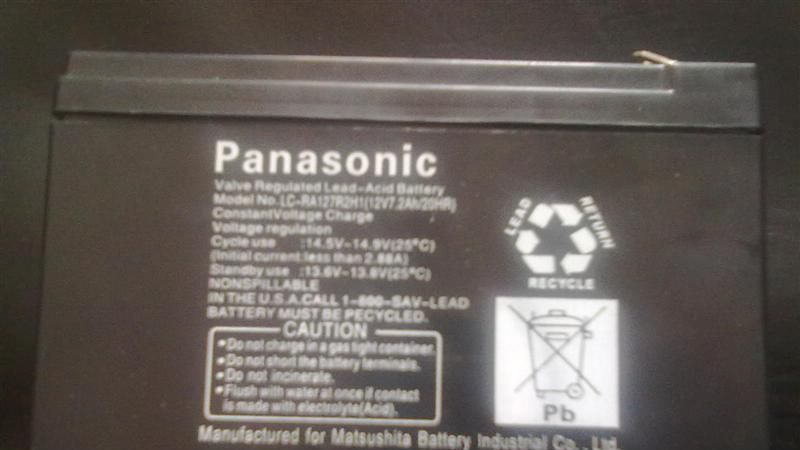 Panasonic
Valve Regulated Lead-Acid Battery
Model No.LC-RA127R2H1(12V7.2Ah/20HR)
ConstantVoltage Charge
Voltage regulation
Cycle use :14.5V-14.9V(25°C)
(Initial current:less than 2.88A)
Standby use :13.6V-13.8V(25°C)
NONSPILLABLE
IN THE U.S.A.CALL 1-800-SAV-LEAD
BATTERY MUST BE PECYCLED.
CAUTION
•Do not charge in a gas tight container.
•Do not short the battery terminals.
•Do not incinerate.
•Flush with water at once if contact
is made with electrolyte(Acid).
LEAD
RETURN
RECYCLE
Pb
Manufactured for Matsushita Battery Industrial Co., Ltd.